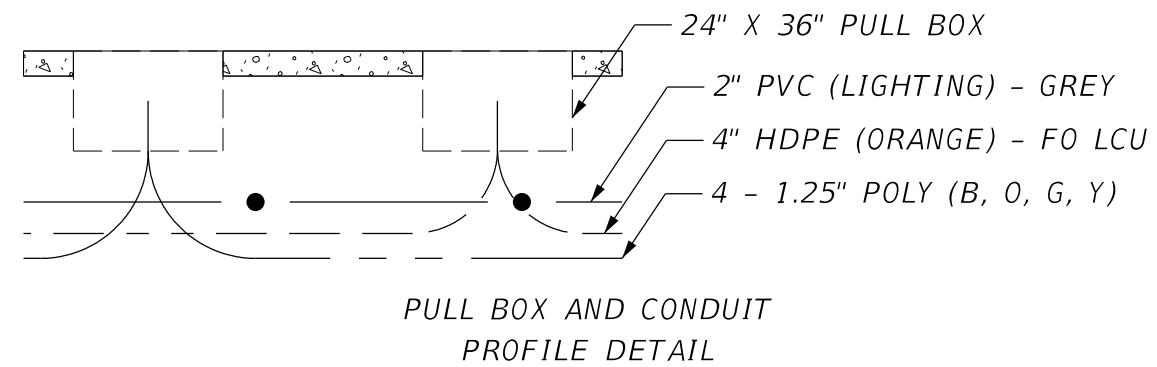 24" X 36" PULL BOX
2" PVC (LIGHTING) - GREY
4" HDPE (ORANGE) - FO LCU
4 - 1.25" POLY (B, O, G, Y)
PULL BOX AND CONDUIT
PROFILE DETAIL